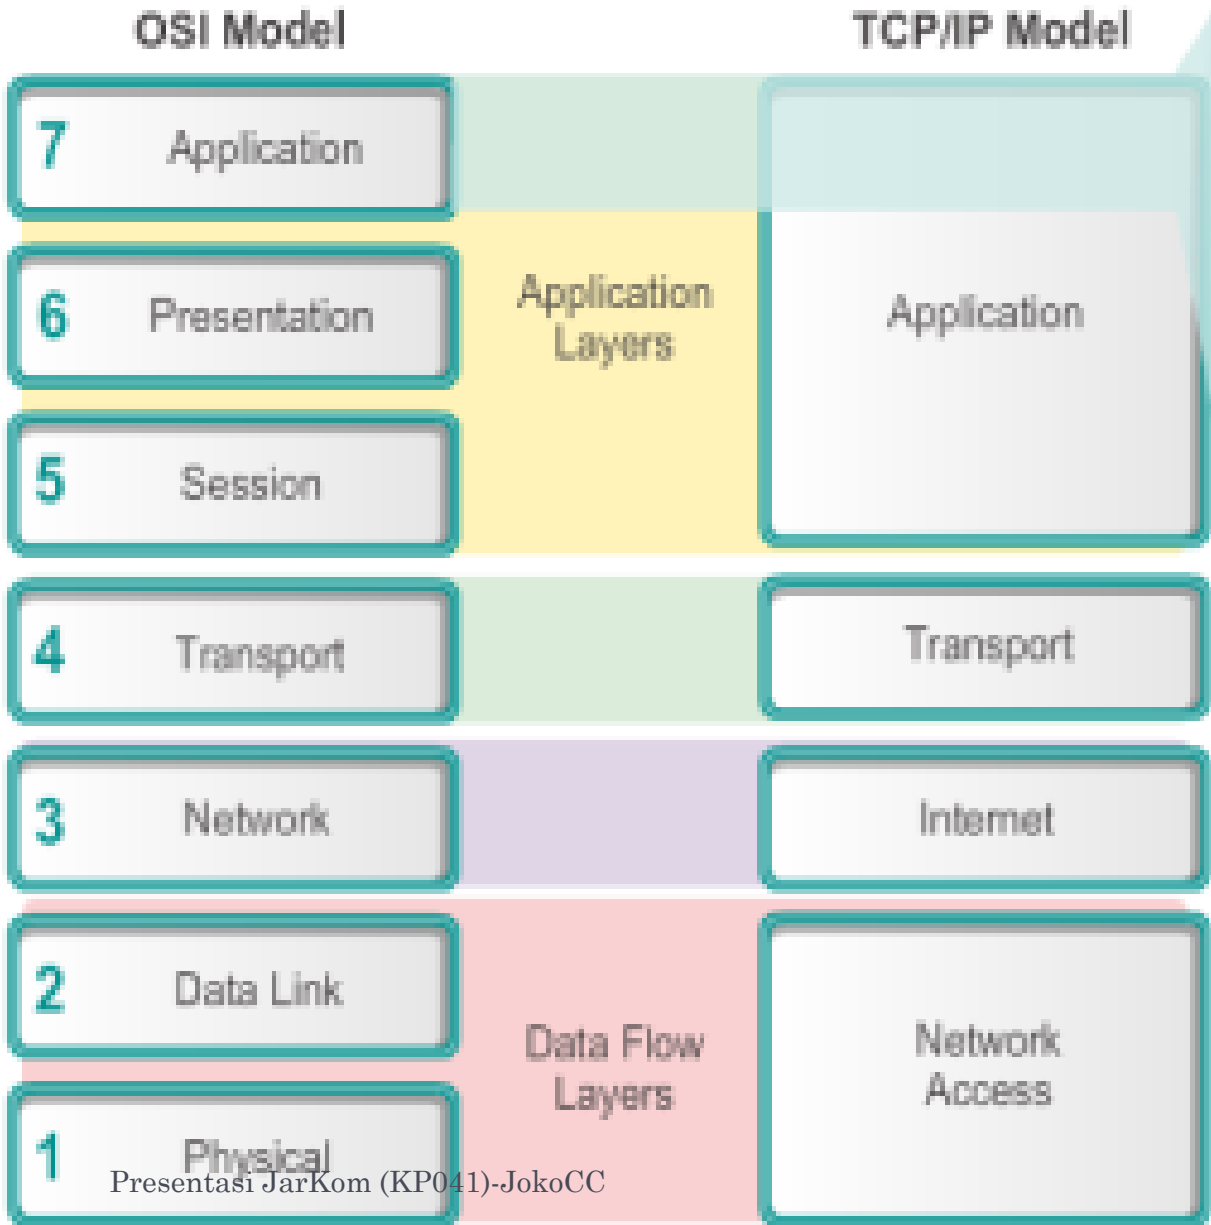 OSI Model
TCP/IP Model
7 Application
6 Presentation
5 Session
4 Transport
3 Network
2 Data Link
1 Physical
Application
Layers
Data Flow
Layers
Application
Transport
Internet
Network
Access
Presentasi JarKom (KP041)-JokoCC